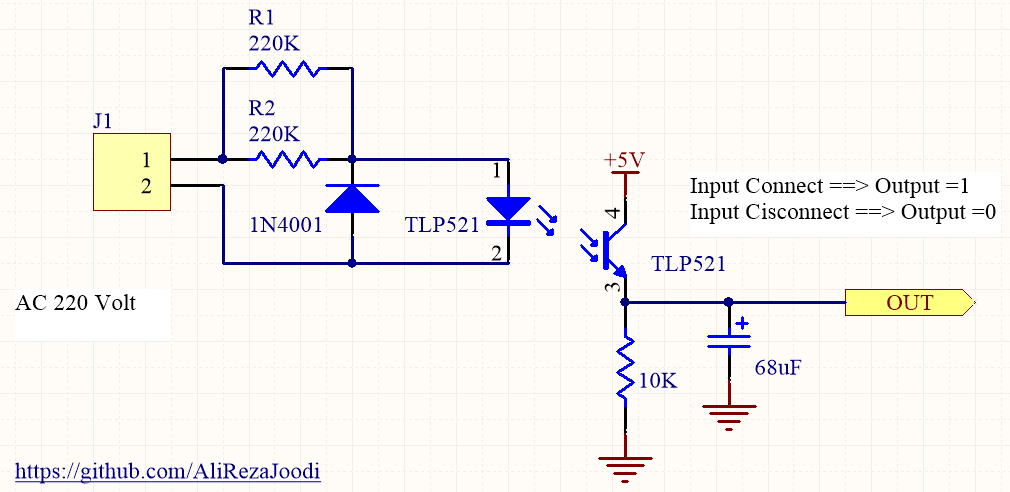 R1
220K
R2
220K
J1
1
2
1N4001
TLP521
1
2
+5V
4
3
TLP521
Input Connect ==> Output =1
Input Cisconnect ==> Output =0
AC 220 Volt
OUT
+
68uF
10K
https://github.com/AliRezaJoodi